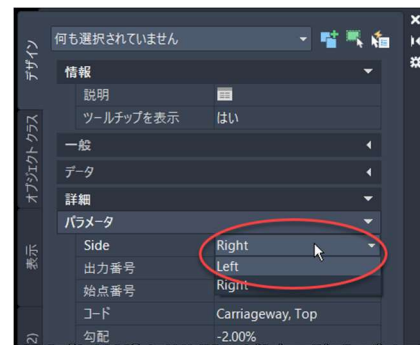 何も選択されていません
デザイン
情報
説明
ツールチップを表示 はい
オブジェクト クラス
一般
データ
詳細
パラメータ
表示
Side Right
Left
出力番号
Right
始点番号
コード Carriageway, Top
勾配 -2.00%
2)